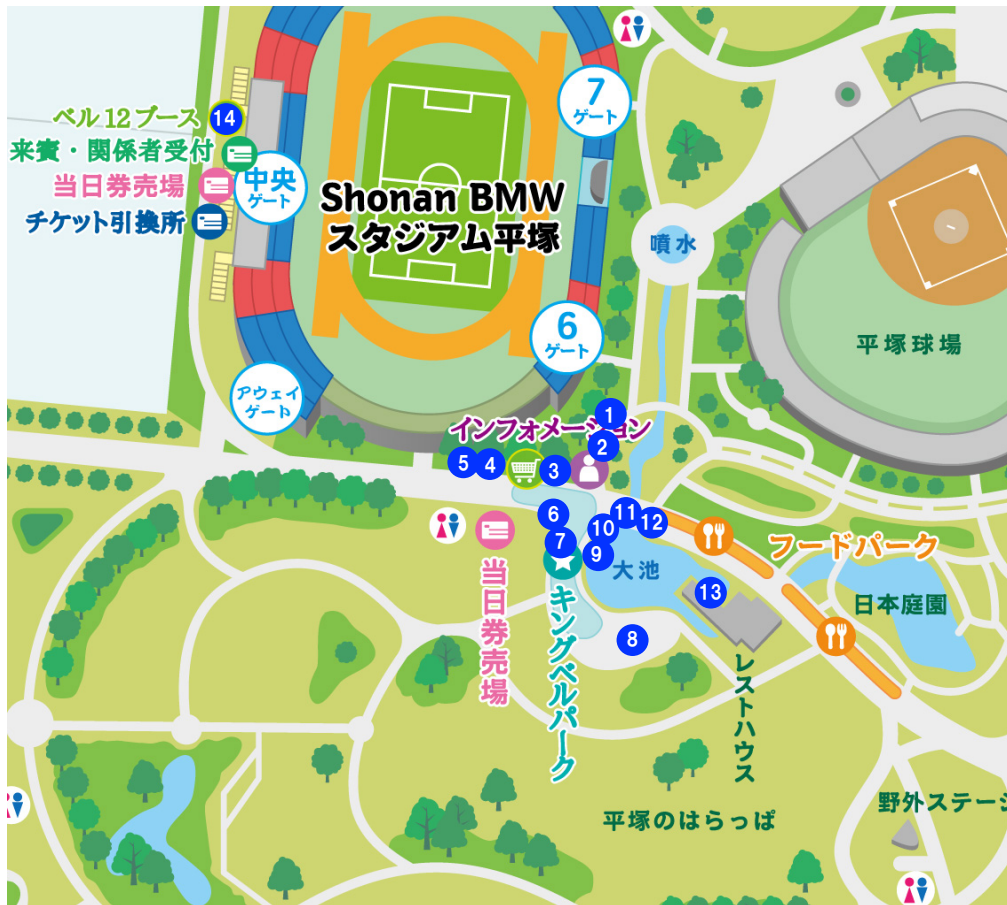 ベル12ブース
14
来賓・関係者受付
当日券売場
チケット引換所
中央
ゲート
7
ゲート
Shonan BMW
スタジアム平塚
噴水
6
ゲート
平塚球場
アウェイ
ゲート
1
インフォメーション
2
5
4
3
6
11
12
10
7
9
フードパーク
大池
当日券売場
キングベルパーク
13
日本庭園
8
レストハウス
平塚のはらっぱ
野外ステージ